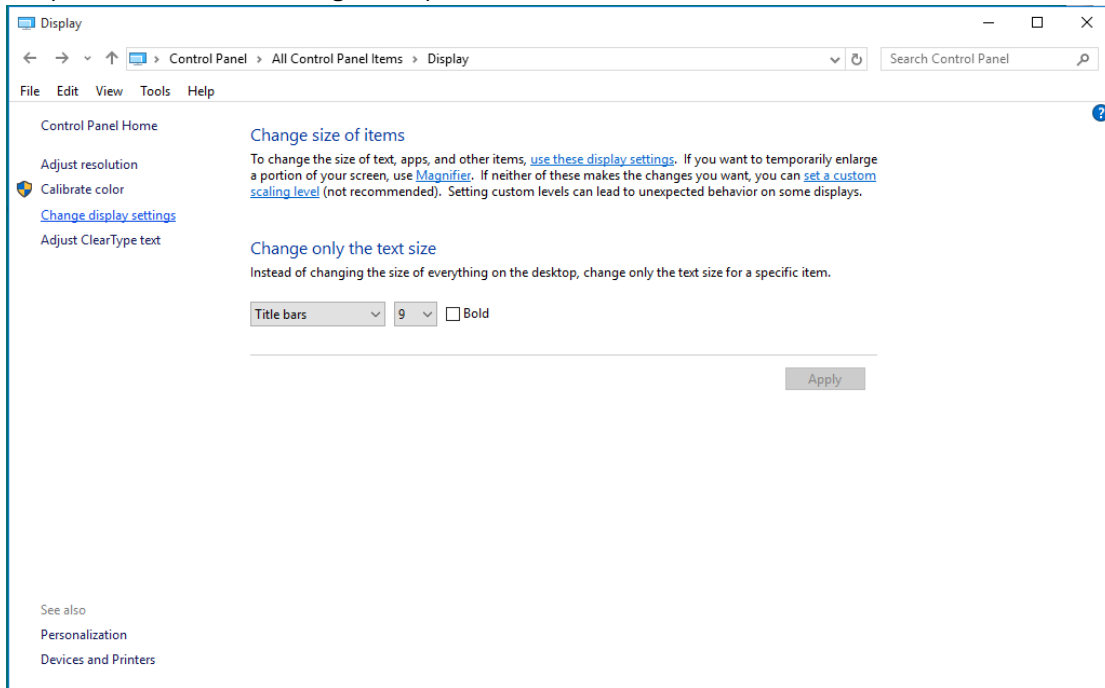 Display
Control Panel > All Control Panel Items > Display
Search Control Panel
File Edit View Tools Help
Control Panel Home
Adjust resolution
Calibrate color
Change display settings
Adjust ClearType text
Change size of items
To change the size of text, apps, and other items, use these display settings. If you want to temporarily enlarge
a portion of your screen, use Magnifier. If neither of these makes the changes you want, you can set a custom
scaling level (not recommended). Setting custom levels can lead to unexpected behavior on some displays.
Change only the text size
Instead of changing the size of everything on the desktop, change only the text size for a specific item.
Title bars 9 Bold
Apply
See also
Personalization
Devices and Printers